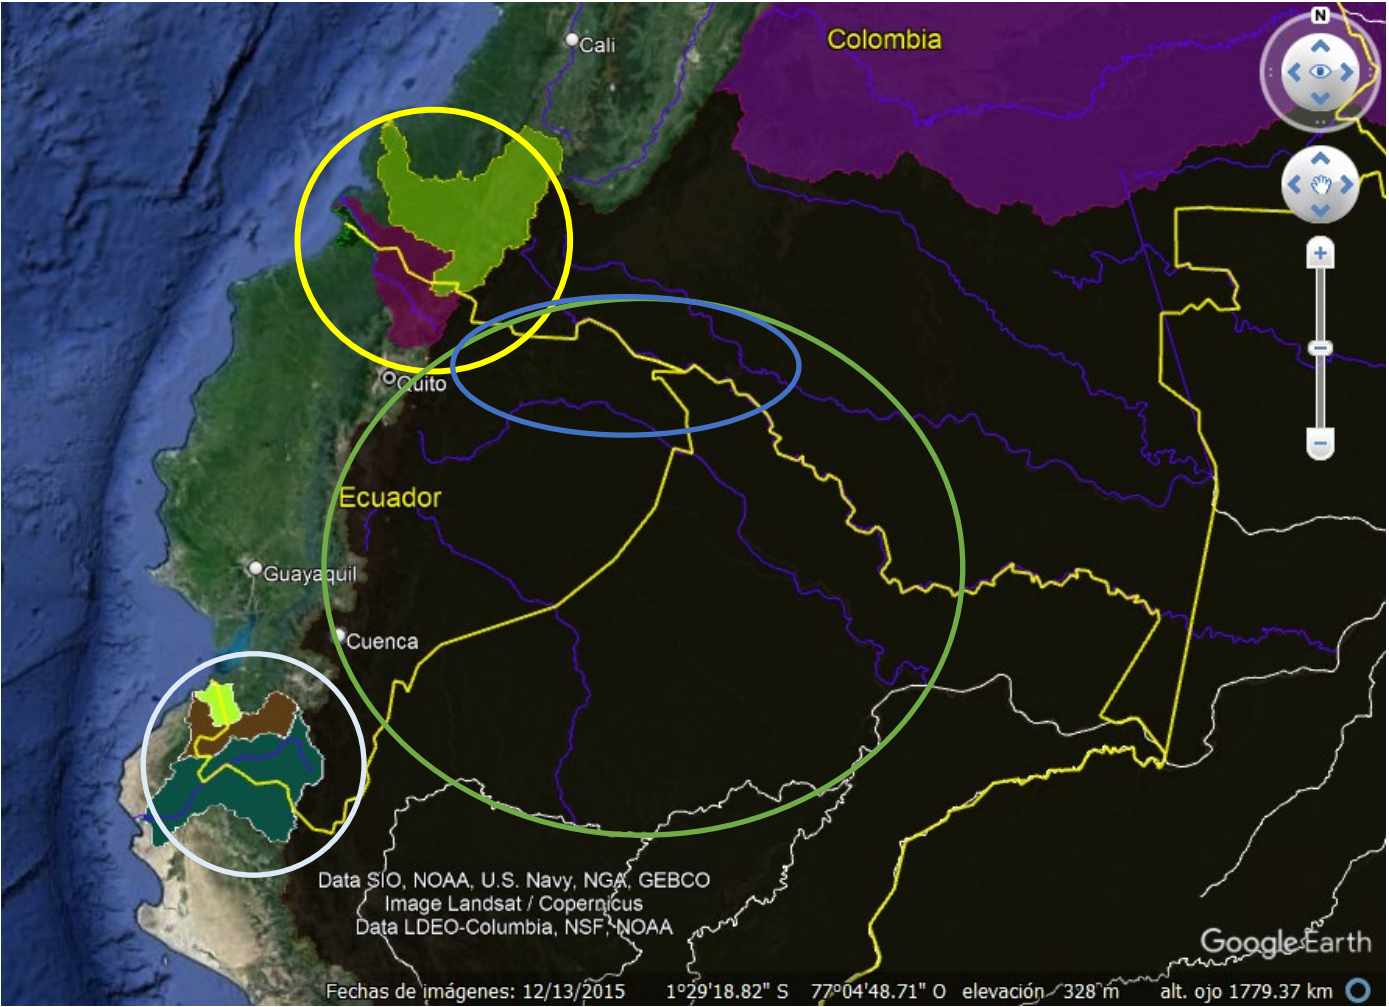 N
Cali
Colombia
Quito
Ecuador
Guayaquil
Cuenca
Data SIO, NOAA, U.S. Navy, NGA, GEBCO
Image Landsat / Copernicus
Data LDEO-Columbia, NSF, NOAA
Google Earth
Fechas de imágenes: 12/13/2015 1°29'18.82" S 77°04'48.71" O elevación 328 m alt. ojo 1779.37 km